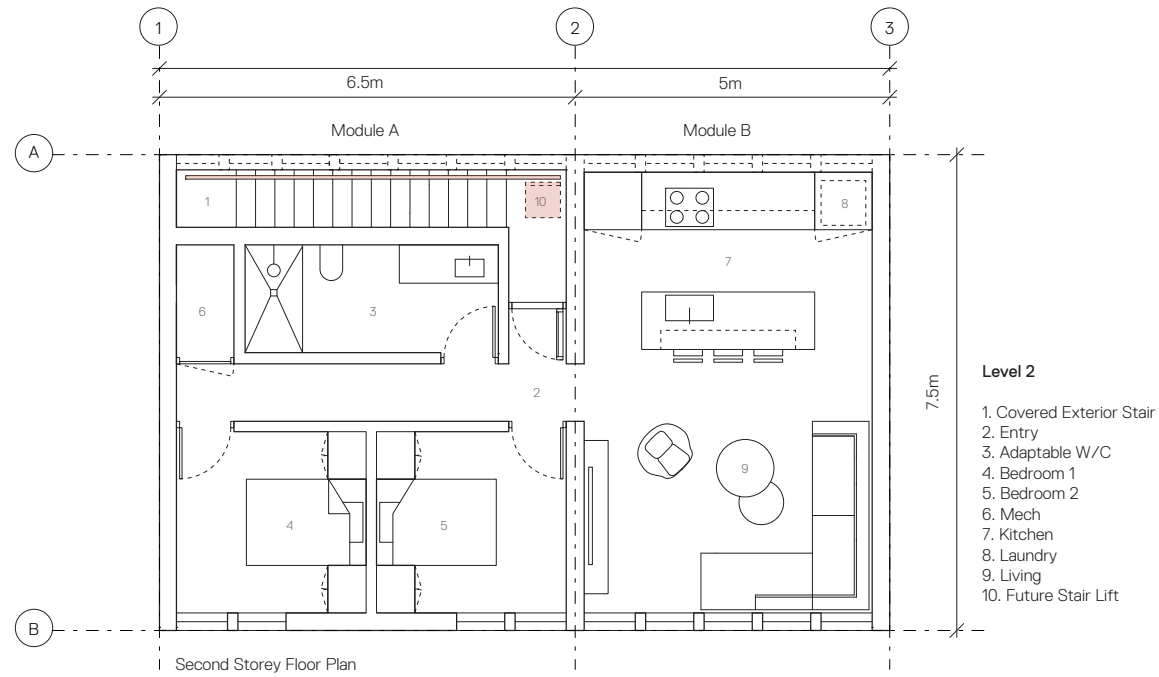 1
2
3
6.5m
5m
Module A
Module B
A
1
10
8
7
6
3
2
7.5m
Level 2
1. Covered Exterior Stair
2. Entry
3. Adaptable W/C
4. Bedroom 1
5. Bedroom 2
6. Mech
7. Kitchen
8. Laundry
9. Living
10. Future Stair Lift
9
4
5
B
Second Storey Floor Plan